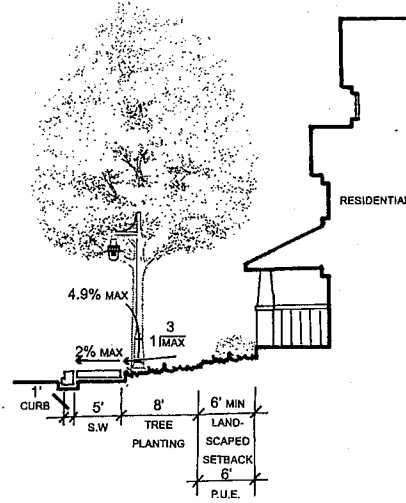 RESIDENTIAL
4.9% MAX
3
1 MAX
2% MAX
1'
CURB
5'
S.W
8'
TREE
PLANTING
6' MIN
LAND-
SCAPED
SETBACK
6'
P.U.E.